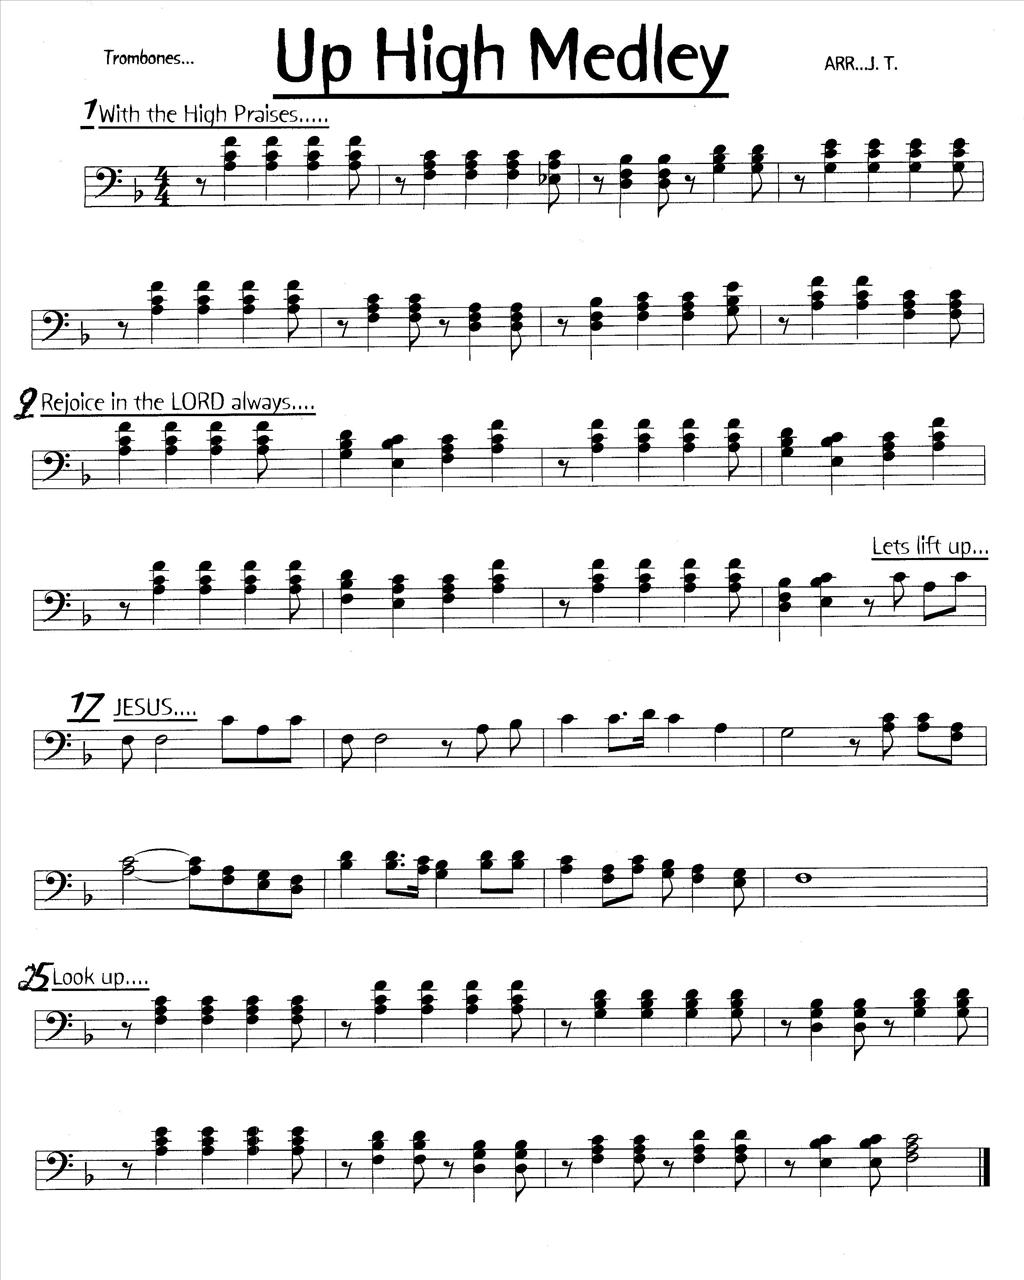 Trombones...
Up High Medley
ARR...J. T.
1 With the High Praises.....
4
4
9 Rejoice in the LORD always....
Lets lift up...
17 JESUS....
25 Look up....